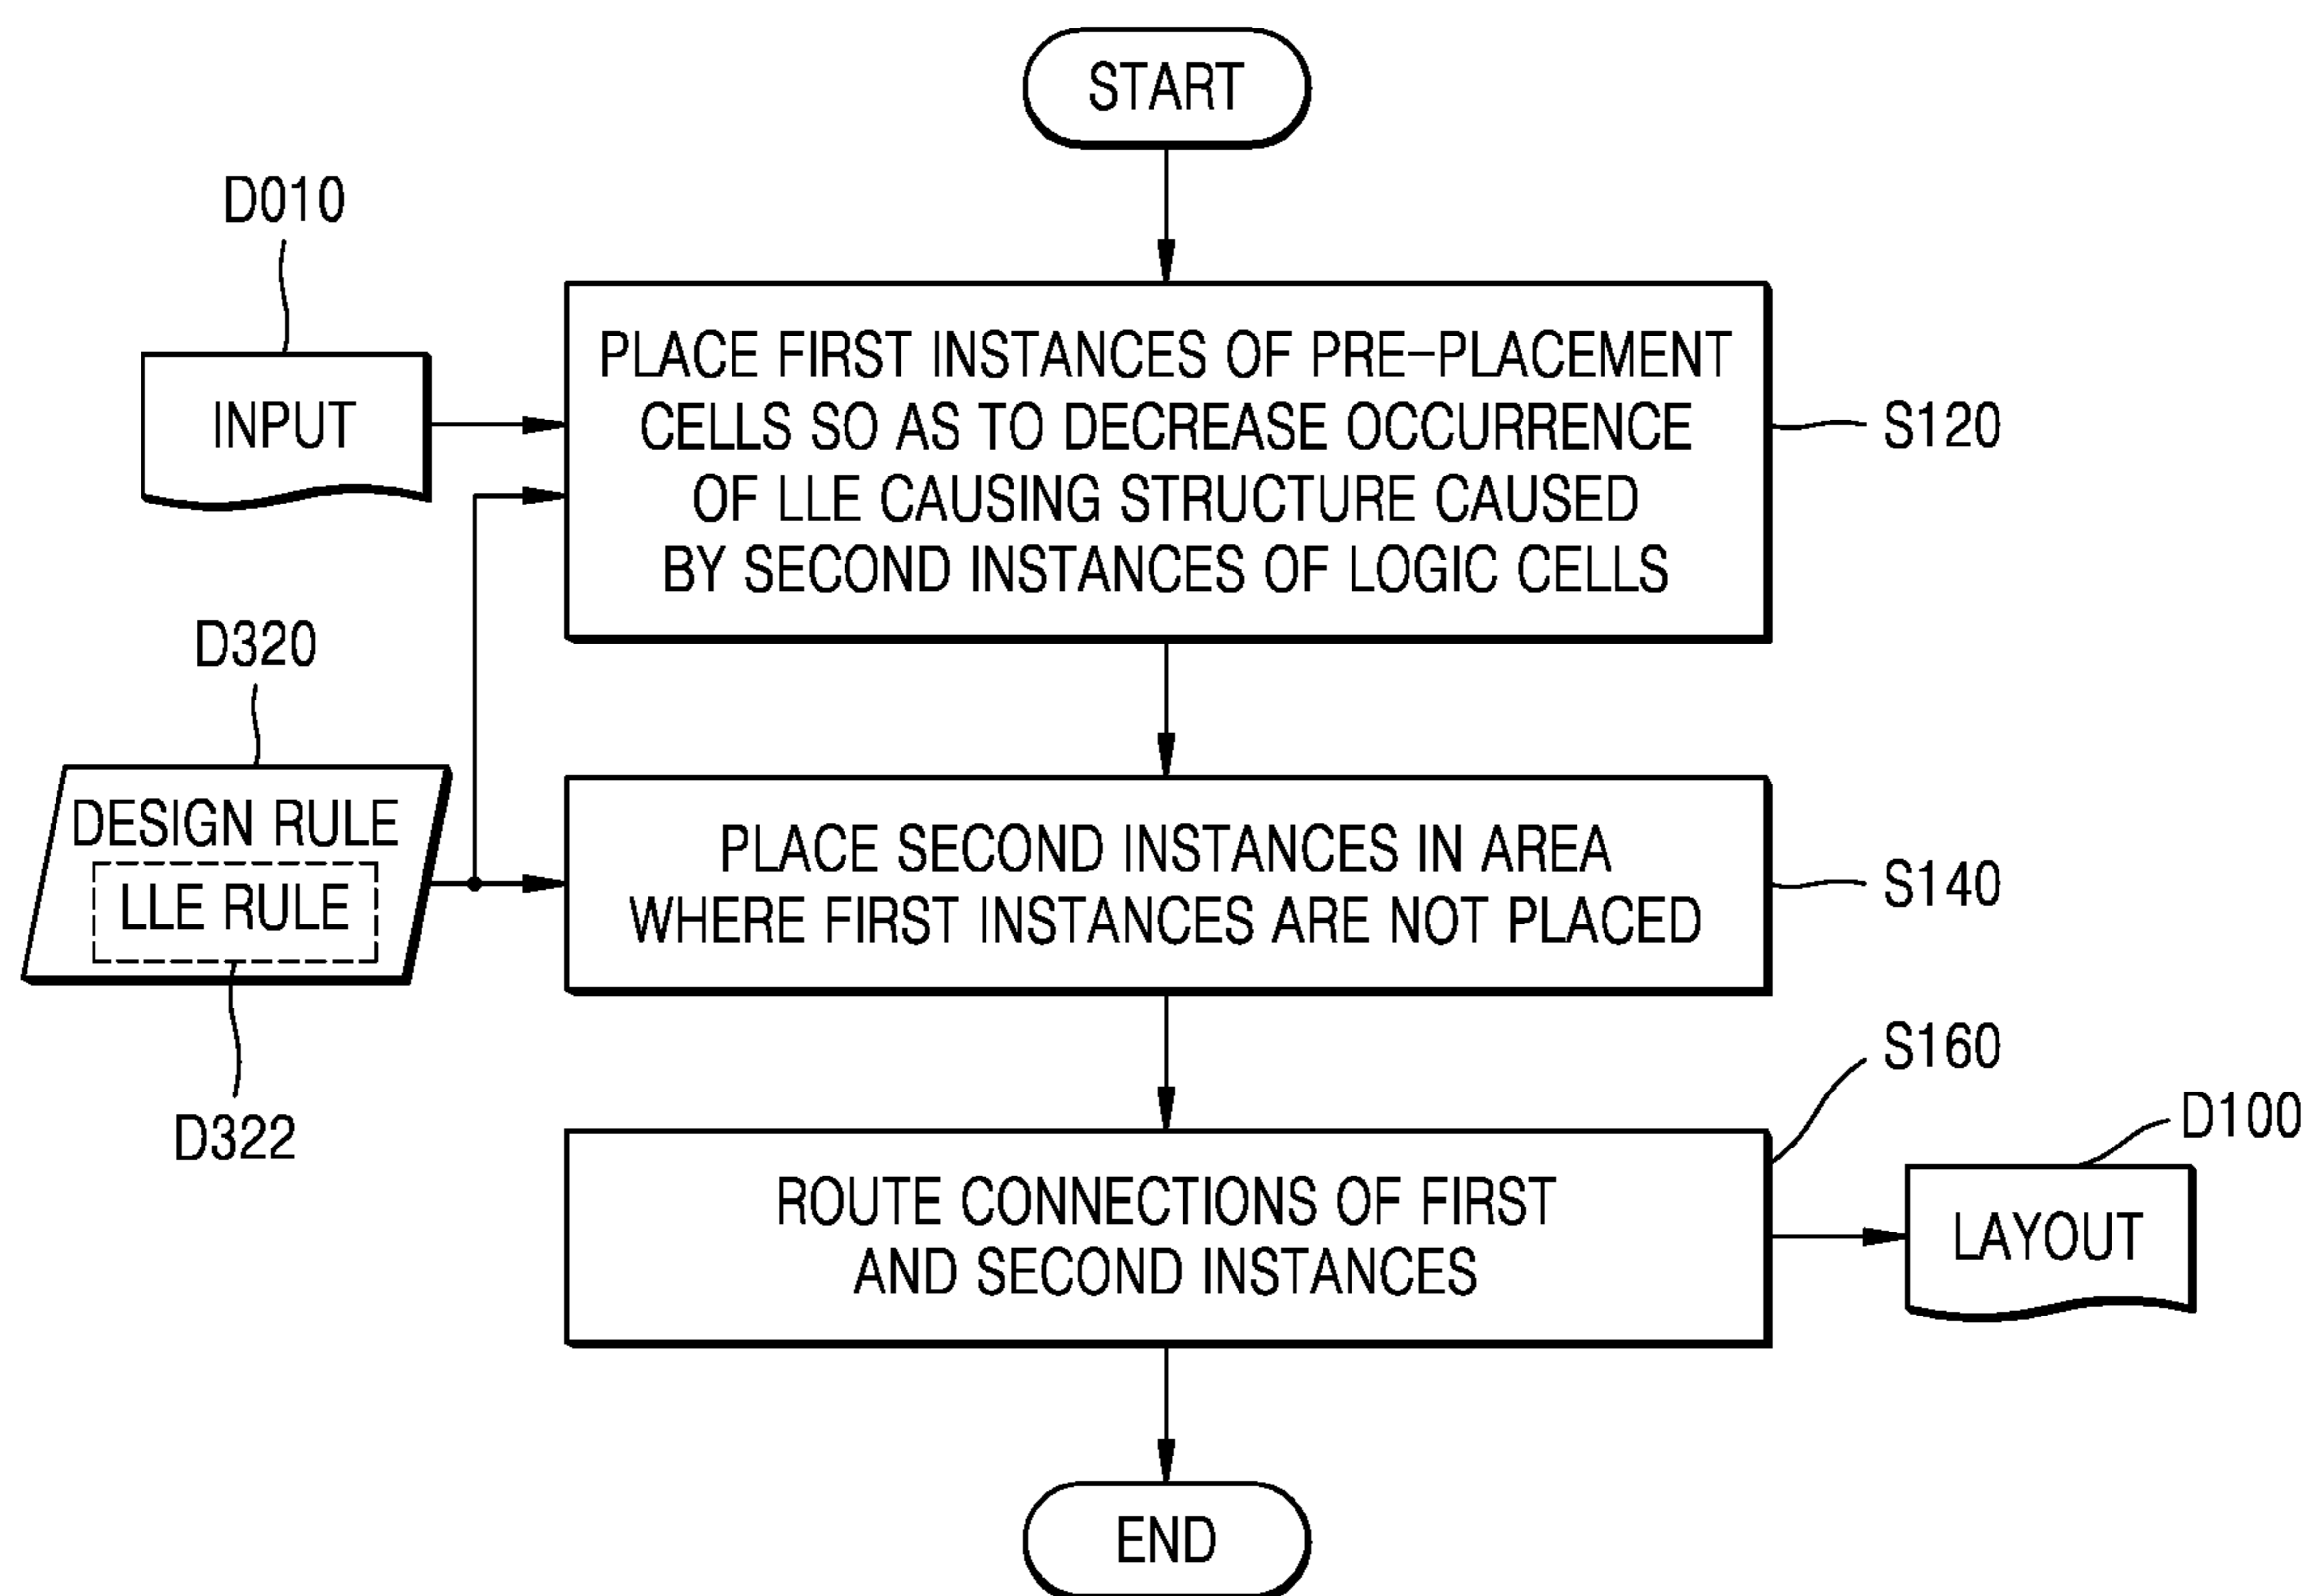 START
D010
INPUT
PLACE FIRST INSTANCES OF PRE-PLACEMENT
CELLS SO AS TO DECREASE OCCURRENCE
OF LLE CAUSING STRUCTURE CAUSED
BY SECOND INSTANCES OF LOGIC CELLS
S120
D320
DESIGN RULE
LLE RULE
D322
PLACE SECOND INSTANCES IN AREA
WHERE FIRST INSTANCES ARE NOT PLACED
S140
ROUTE CONNECTIONS OF FIRST
AND SECOND INSTANCES
S160
D100
LAYOUT
END